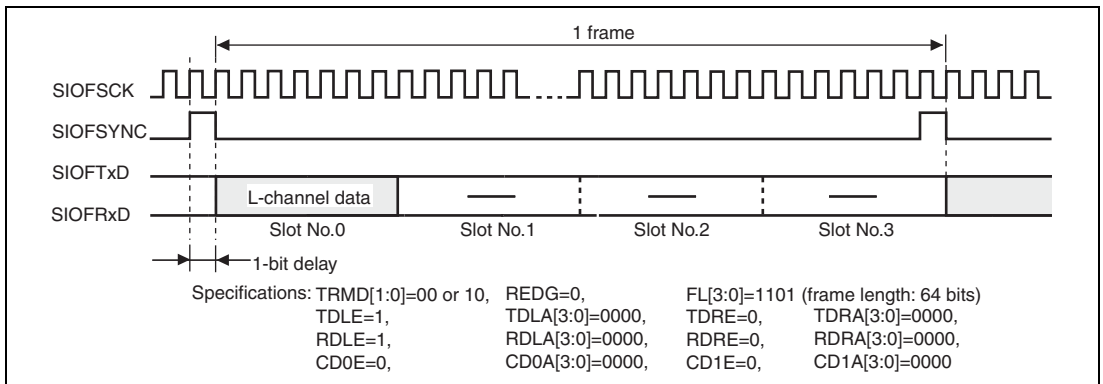 1 frame
SIOFSCK
SIOFSYNC
SIOFTxD
L-channel data
SIOFRxD
Slot No.0 Slot No.1 Slot No.2 Slot No.3
1-bit delay
Specifications: TRMD[1:0]=00 or 10, REDG=0, FL[3:0]=1101 (frame length: 64 bits)
TDLE=1, TDLA[3:0]=0000, TDRE=0, TDRA[3:0]=0000,
RDLE=1, RDLA[3:0]=0000, RDRE=0, RDRA[3:0]=0000,
CD0E=0, CD0A[3:0]=0000, CD1E=0, CD1A[3:0]=0000